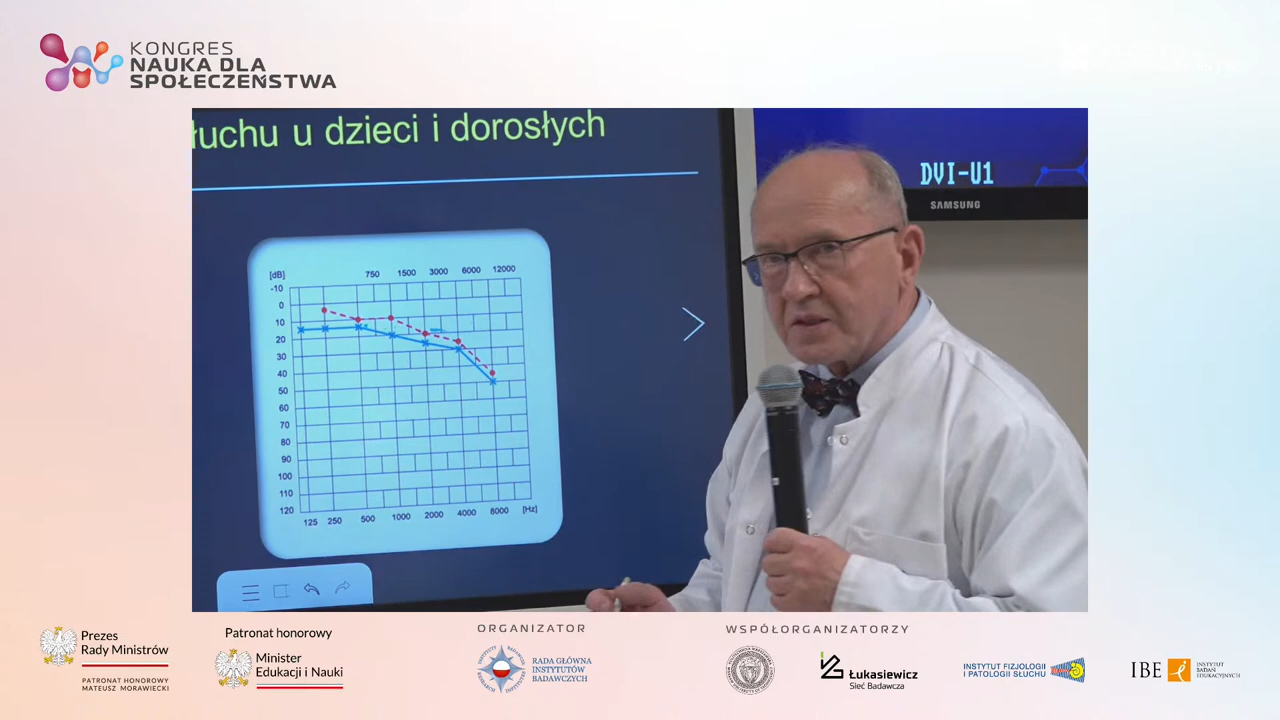 KONGRES
NAUKA DLA
SPOŁECZEŃSTWA
łuchu u dzieci i dorosłych
DVI-U1
SAMSUNG
[dB]
750 1500 3000 6000 12000
-10
0
10
20
30
40
50
60
70
80
90
100
110
120
125 250 500 1000 2000 4000 8000 [Hz]
Prezes
Rady Ministrów
PATRONAT HONOROWY
MATEUSZ MORAWIECKI
Patronat honorowy
Minister
Edukacji i Nauki
ORGANIZATOR
RADA GŁÓWNA
INSTYTUTÓW
BADAWCZYCH
WSPÓŁORGANIZATORZY
Łukasiewicz
Sieć Badawcza
INSTYTUT FIZJOLOGII
I PATOLOGII SŁUCHU
IBE
INSTYTUT
BADAŃ
EDUKACYJNYCH